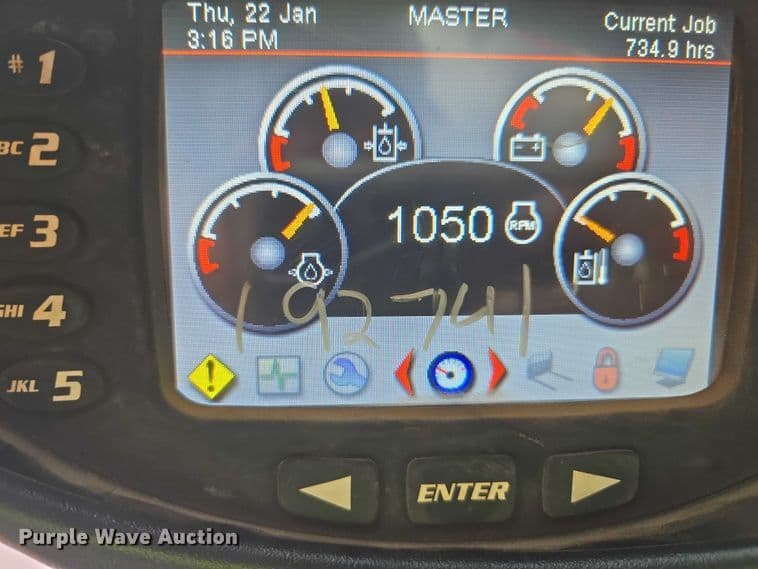 Thu, 22 Jan
3:16 PM
MASTER
Current Job
734.9 hrs
# 1
BC 2
EF 3
GHI 4
JKL 5
1050 RPM
192741
ENTER
Purple Wave Auction